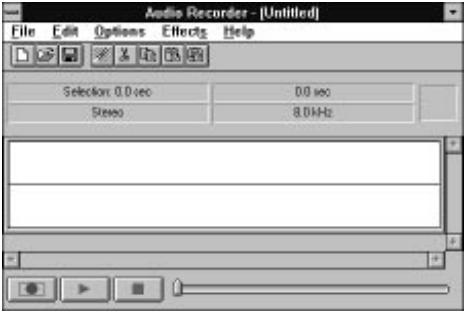 Audio Recorder - (Untitled)
File Edit Options Effects Help
Selection: 0.0 sec 0.0 sec
Stereo 8.0 kHz